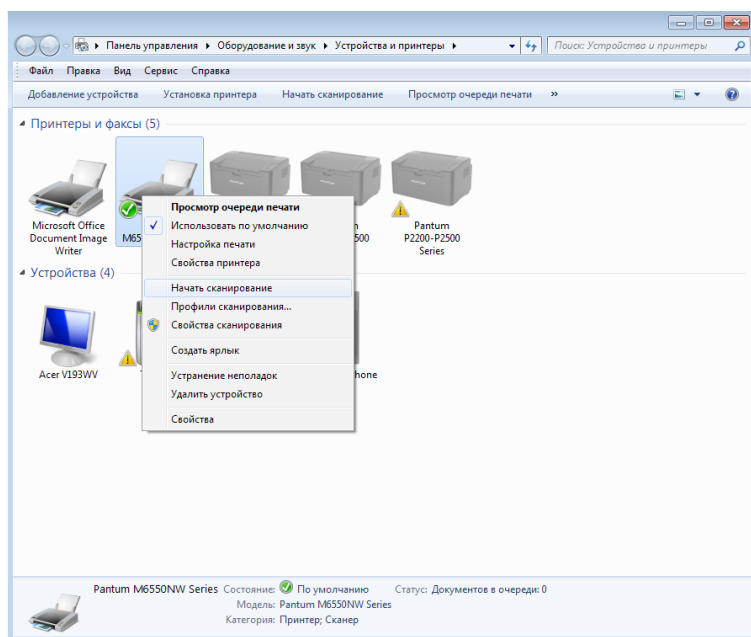 Панель управления ▸ Оборудование и звук ▸ Устройства и принтеры ▸
Поиск: Устройства и принтеры
Файл Правка Вид Сервис Справка
Добавление устройства Установка принтера Начать сканирование Просмотр очереди печати »
Принтеры и факсы (5)
Microsoft Office
Document Image
Writer
M65
500
Pantum
P2200-P2500
Series
Просмотр очереди печати
Использовать по умолчанию
Настройка печати
Свойства принтера
Начать сканирование
Профили сканирования...
Свойства сканирования
Создать ярлык
Устранение неполадок
Удалить устройство
Свойства
Устройства (4)
Acer V193WV
hone
Pantum M6550NW Series Состояние: По умолчанию Статус: Документов в очереди: 0
Модель: Pantum M6550NW Series
Категория: Принтер; Сканер